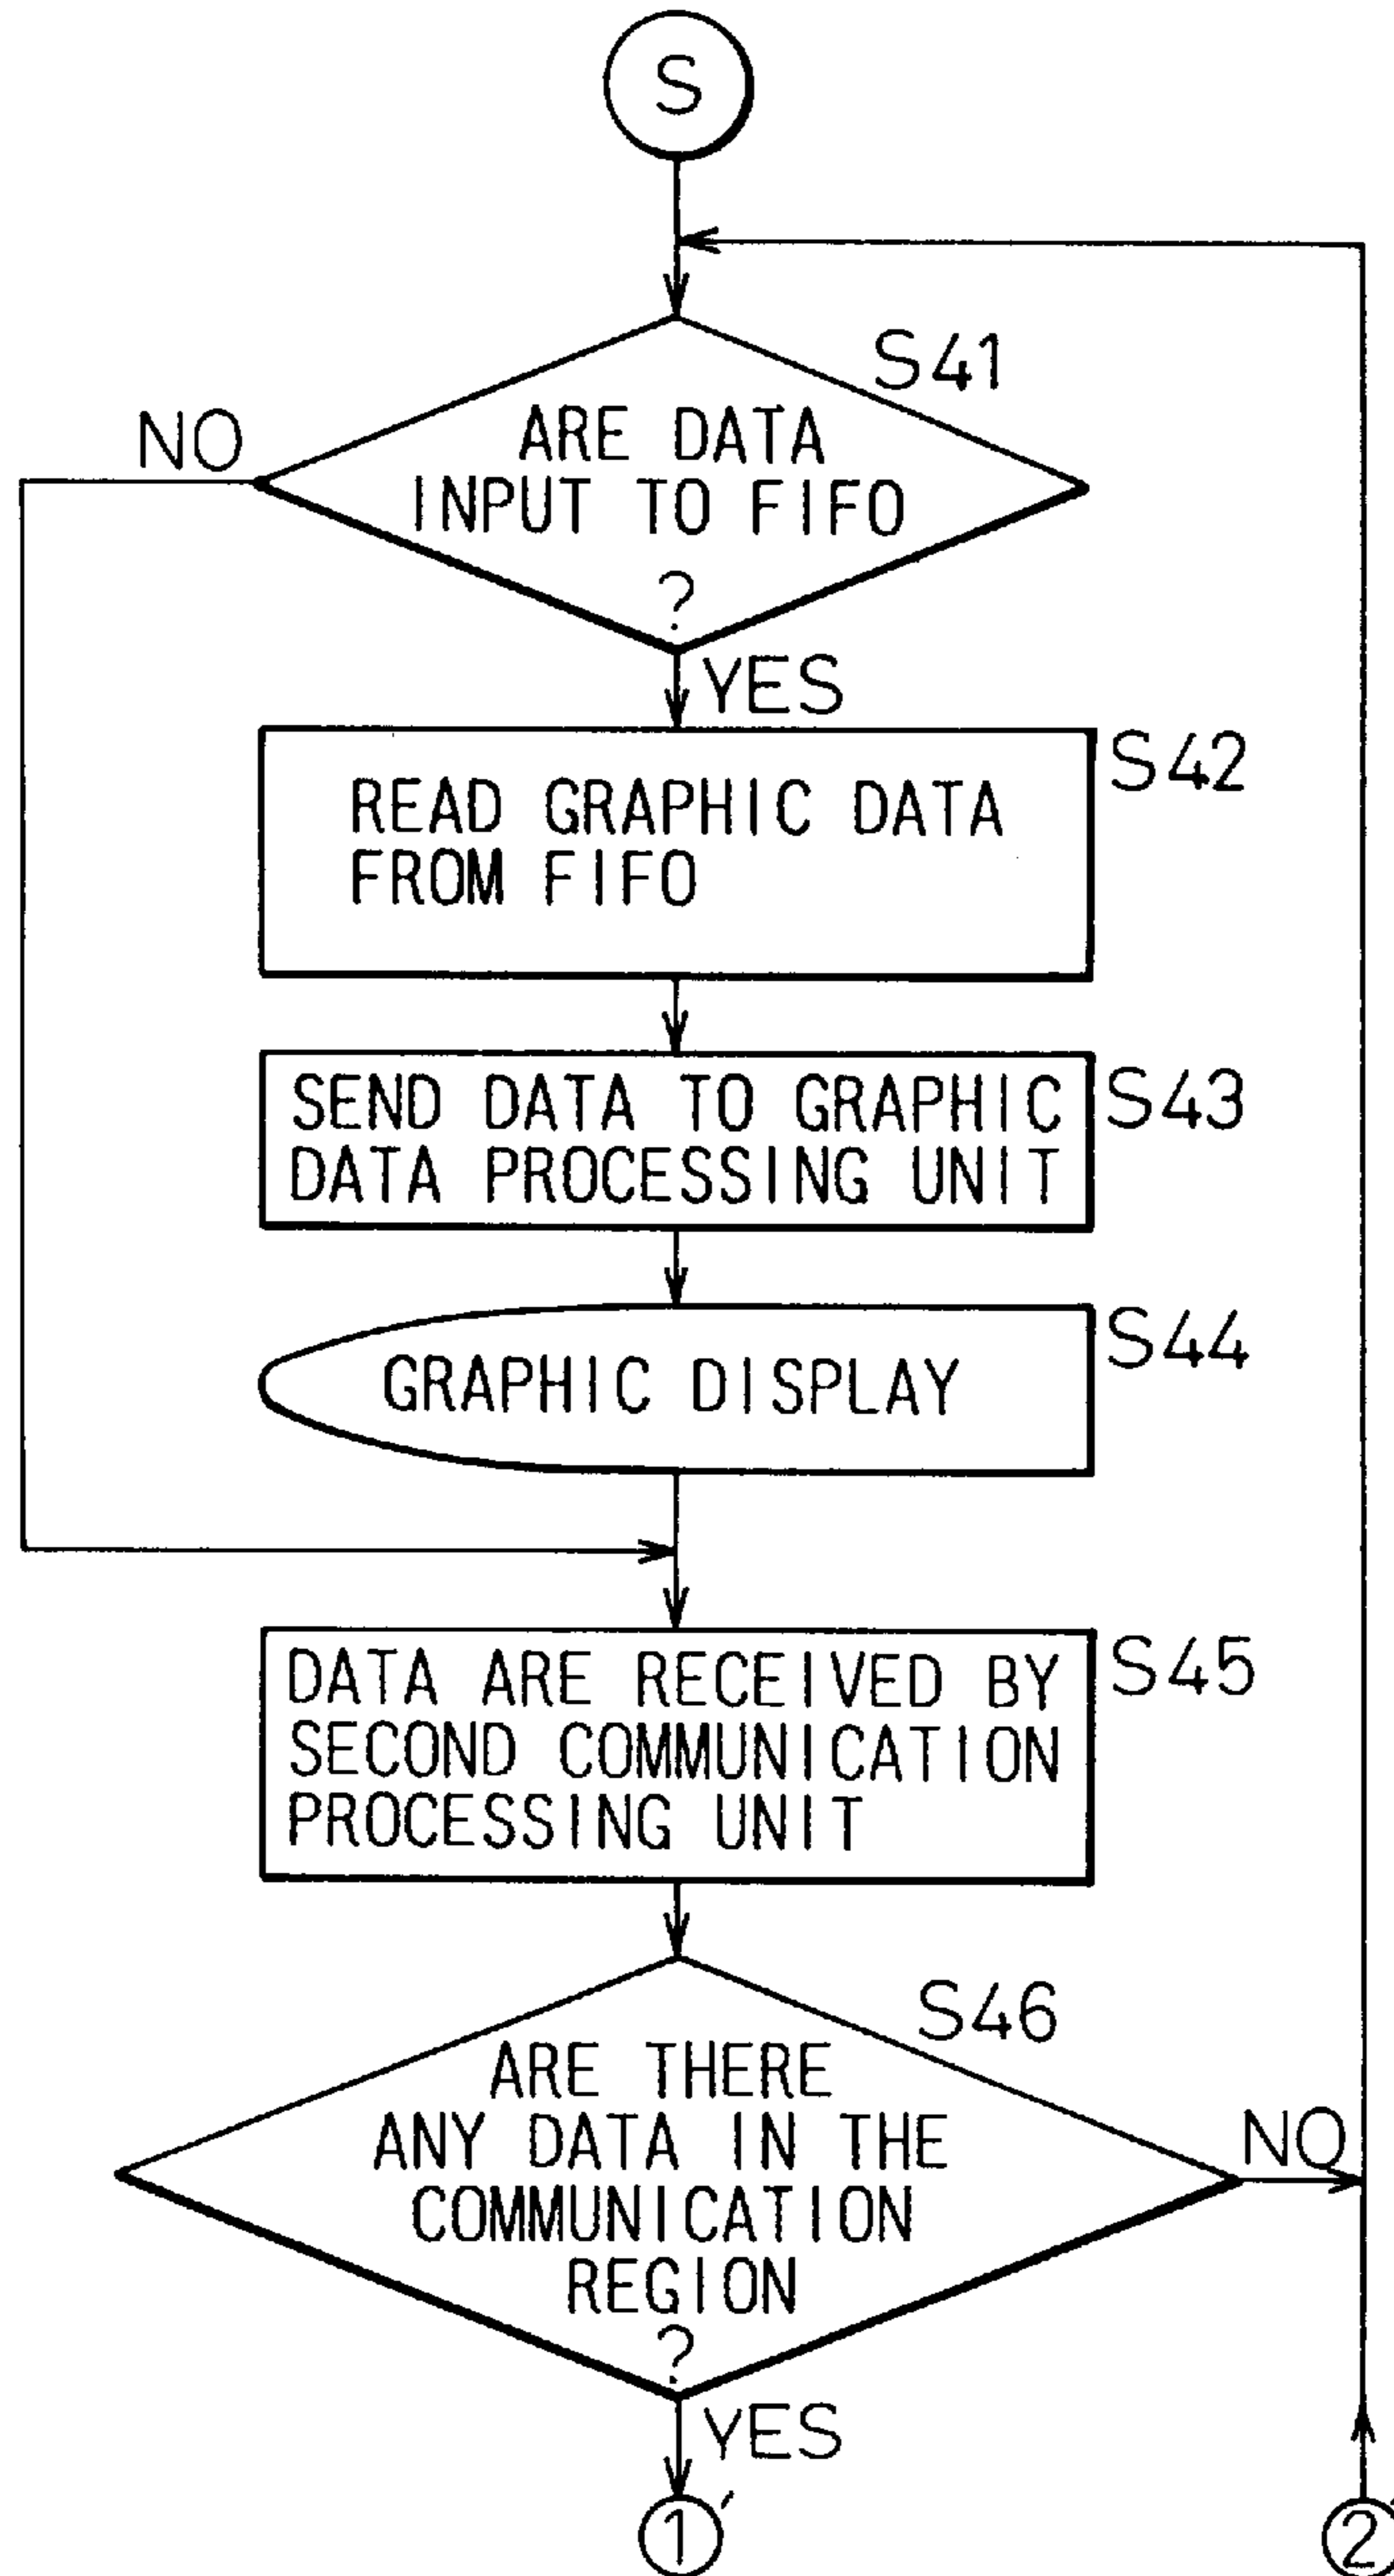 S
S41
NO
ARE DATA
INPUT TO FIFO
?
YES
S42
READ GRAPHIC DATA
FROM FIFO
S43
SEND DATA TO GRAPHIC
DATA PROCESSING UNIT
S44
GRAPHIC DISPLAY
S45
DATA ARE RECEIVED BY
SECOND COMMUNICATION
PROCESSING UNIT
S46
ARE THERE
ANY DATA IN THE
COMMUNICATION
REGION
?
NO
YES
1′
2′